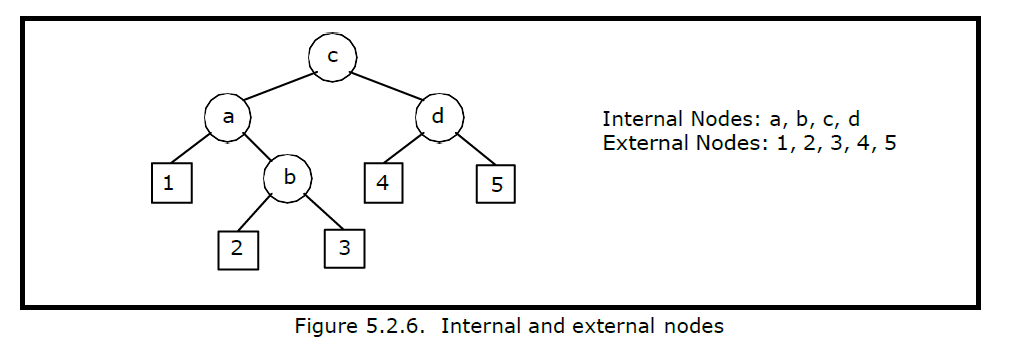 c
a
d
Internal Nodes: a, b, c, d
External Nodes: 1, 2, 3, 4, 5
1
b
4
5
2
3
Figure 5.2.6. Internal and external nodes